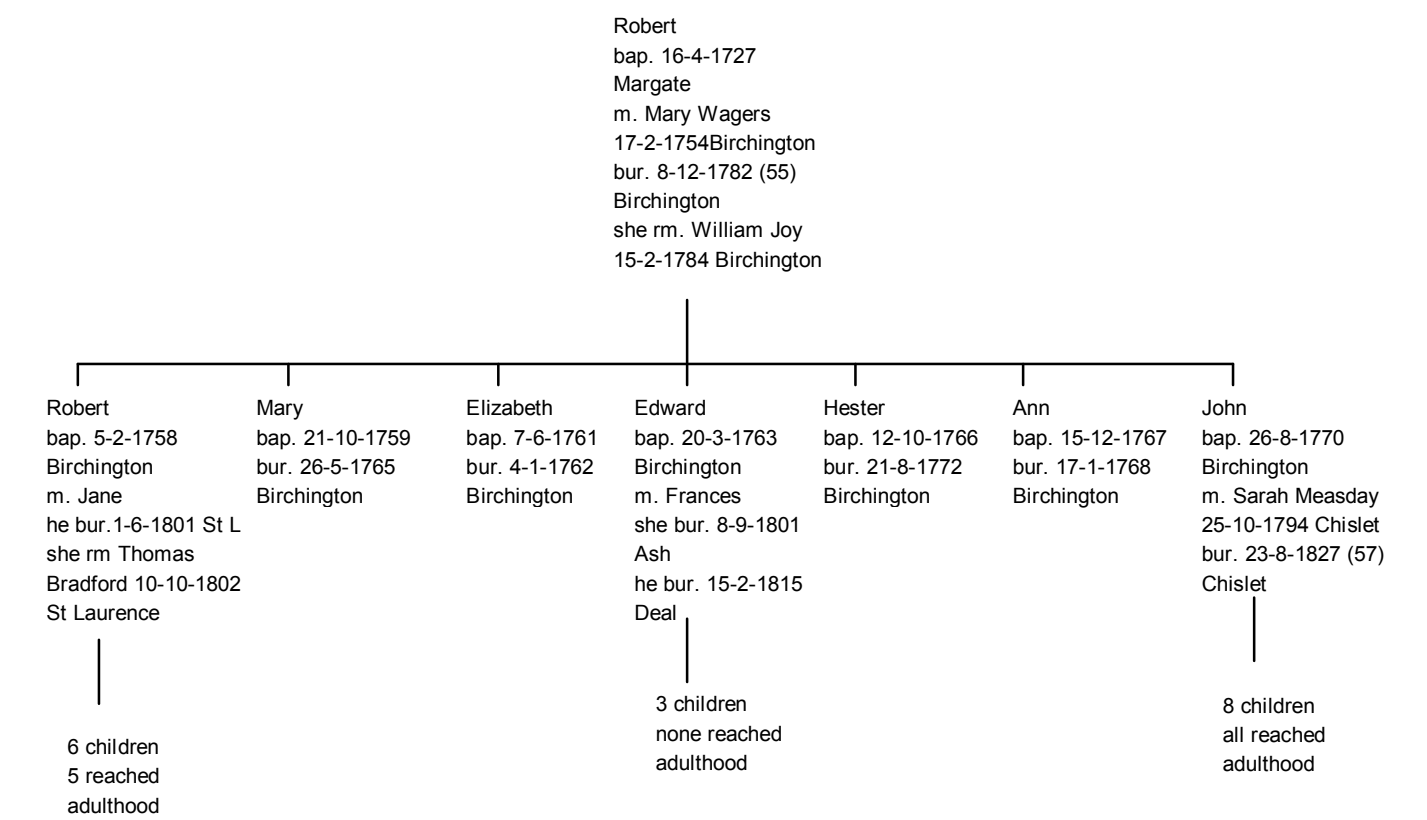 Robert
bap. 16-4-1727
Margate
m. Mary Wagers
17-2-1754Birchington
bur. 8-12-1782 (55)
Birchington
she rm. William Joy
15-2-1784 Birchington
Robert
bap. 5-2-1758
Birchington
m. Jane
he bur.1-6-1801 St L
she rm Thomas
Bradford 10-10-1802
St Laurence
6 children
5 reached
adulthood
Mary
bap. 21-10-1759
bur. 26-5-1765
Birchington
Elizabeth
bap. 7-6-1761
bur. 4-1-1762
Birchington
Edward
bap. 20-3-1763
Birchington
m. Frances
she bur. 8-9-1801
Ash
he bur. 15-2-1815
Deal
3 children
none reached
adulthood
Hester
bap. 12-10-1766
bur. 21-8-1772
Birchington
Ann
bap. 15-12-1767
bur. 17-1-1768
Birchington
John
bap. 26-8-1770
Birchington
m. Sarah Measday
25-10-1794 Chislet
bur. 23-8-1827 (57)
Chislet
8 children
all reached
adulthood